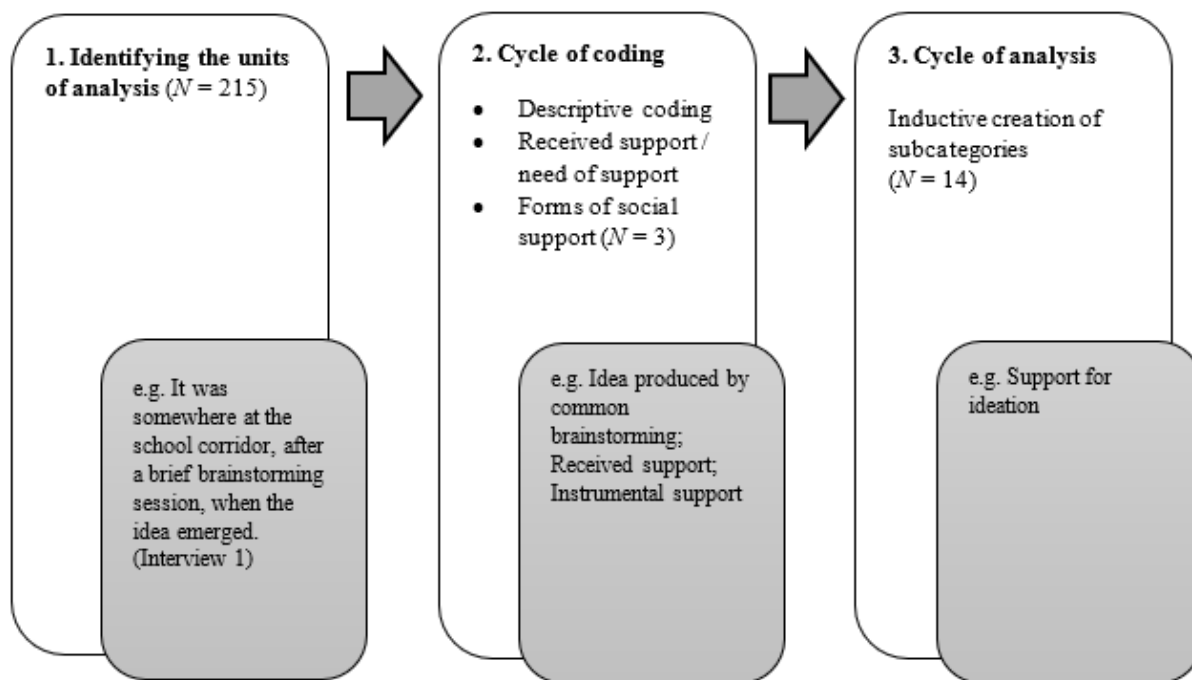 1. Identifying the units
of analysis (N = 215)
e.g. It was
somewhere at the
school corridor, after
a brief brainstorming
session, when the
idea emerged.
(Interview 1)
2. Cycle of coding
• Descriptive coding
• Received support /
need of support
• Forms of social
support (N = 3)
e.g. Idea produced by
common
brainstorming;
Received support;
Instrumental support
3. Cycle of analysis
Inductive creation of
subcategories
(N = 14)
e.g. Support for
ideation